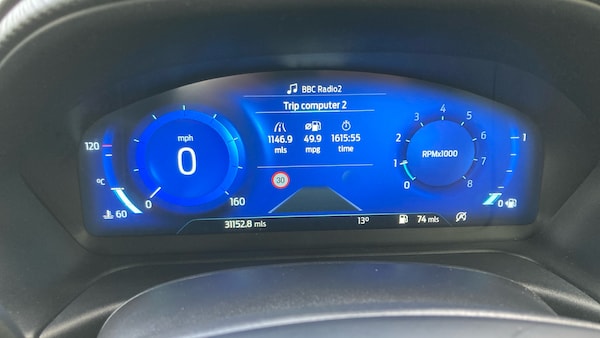 BBC Radio2
Trip computer 2
1146.9 49.9 1615:55
mls mpg time
mph
0
120
°C
60
0 160
30
4 5
3 6
2 7
1 8
0
RPMx1000
1
0
31152.8 mls 13° 74 mls